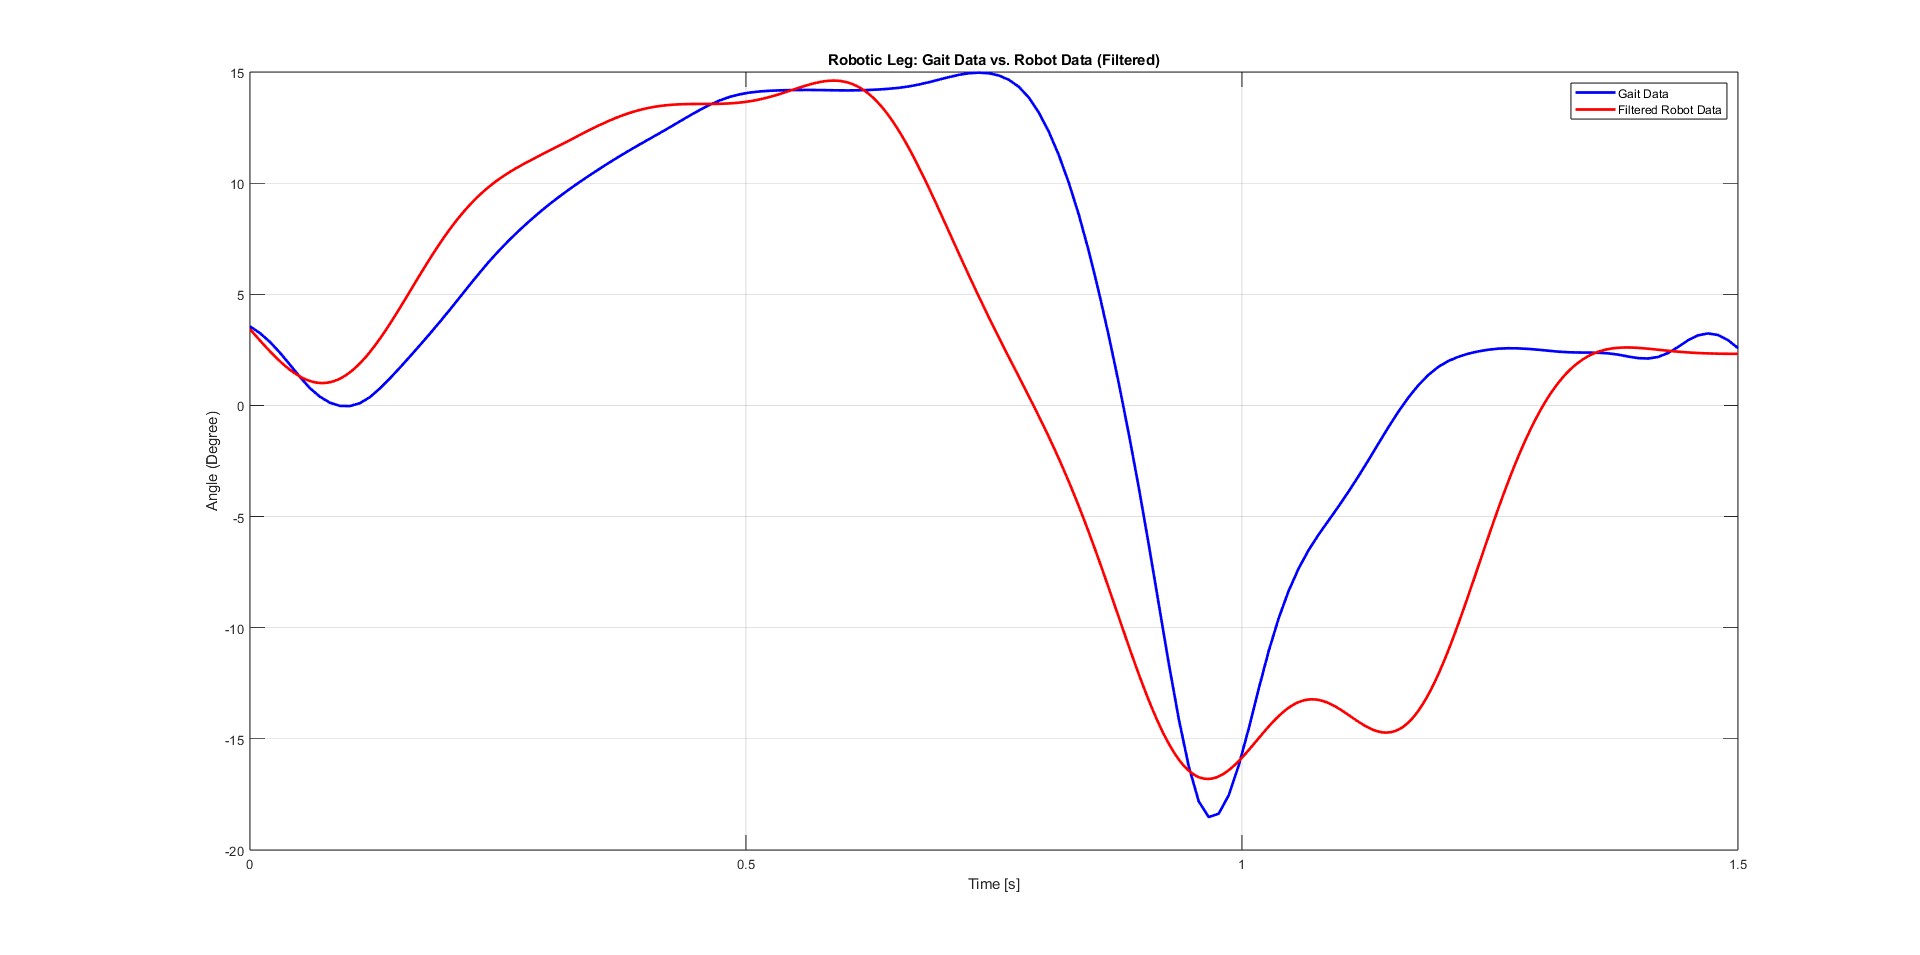 Robotic Leg: Gait Data vs. Robot Data (Filtered)
Gait Data
Filtered Robot Data
15
10
5
0
-5
-10
-15
-20
Angle (Degree)
0
0.5
1
1.5
Time [s]